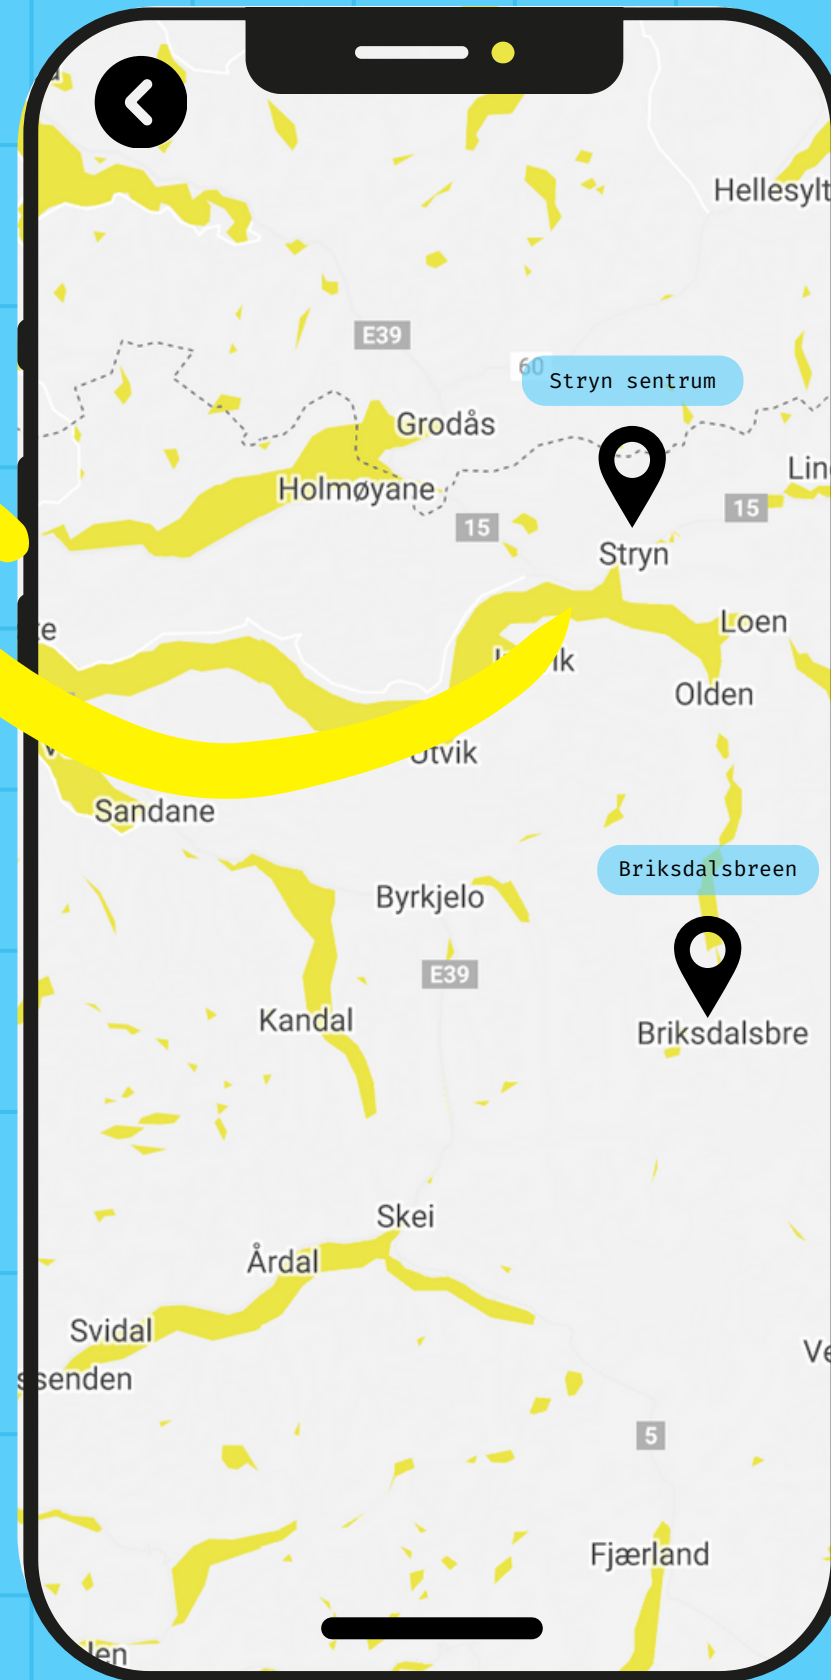 Hellesylt
E39
60
Stryn sentrum
Grodås
Holmøyane
15
15
Stryn
Loen
Olden
Utvik
Sandane
Briksdalsbreen
Byrkjelo
E39
Kandal
Briksdalsbre
Skei
Årdal
Svidal
ssenden
5
Fjærland